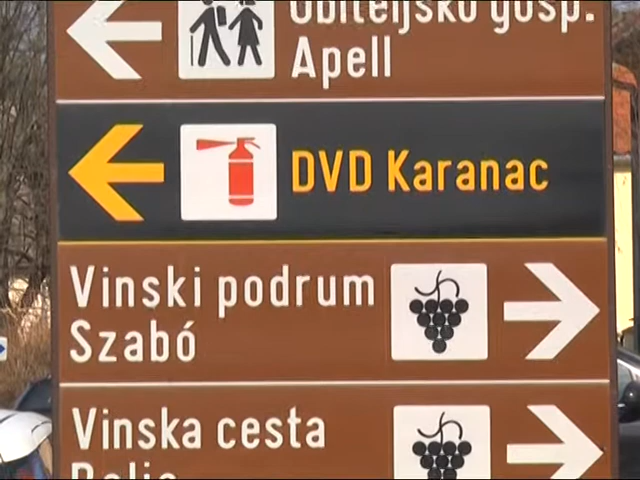 Obiteljsko gosp.
Apell
DVD Karanac
Vinski podrum
Szabó
Vinska cesta